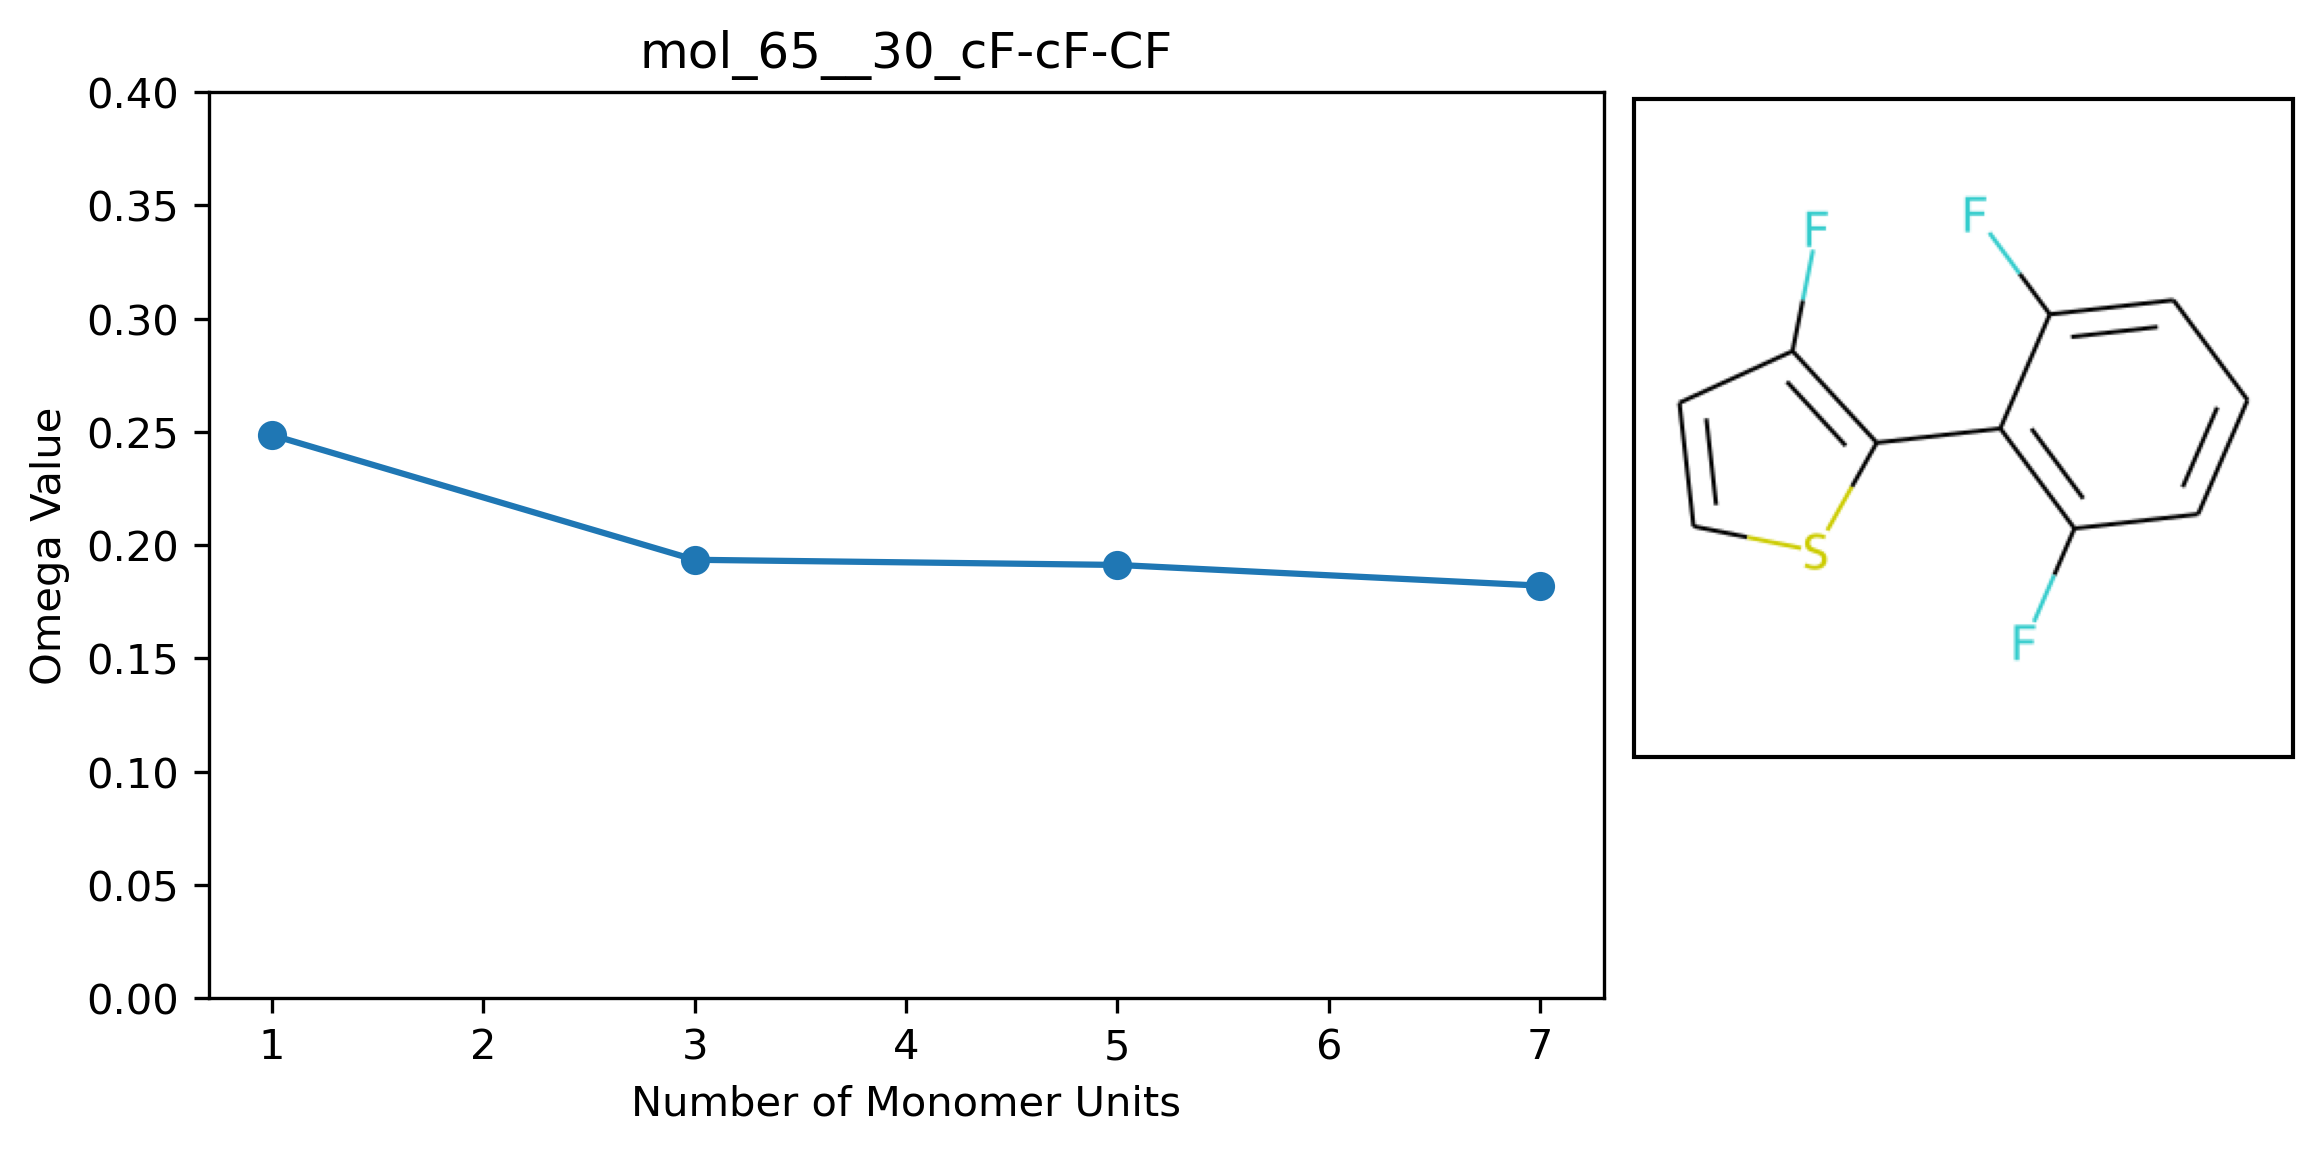 mol_65__30_cF-cF-CF
0.40
0.35
0.30
0.25
0.20
0.15
0.10
0.05
0.00
Omega Value
1 2 3 4 5 6 7
Number of Monomer Units
F
F
S
F